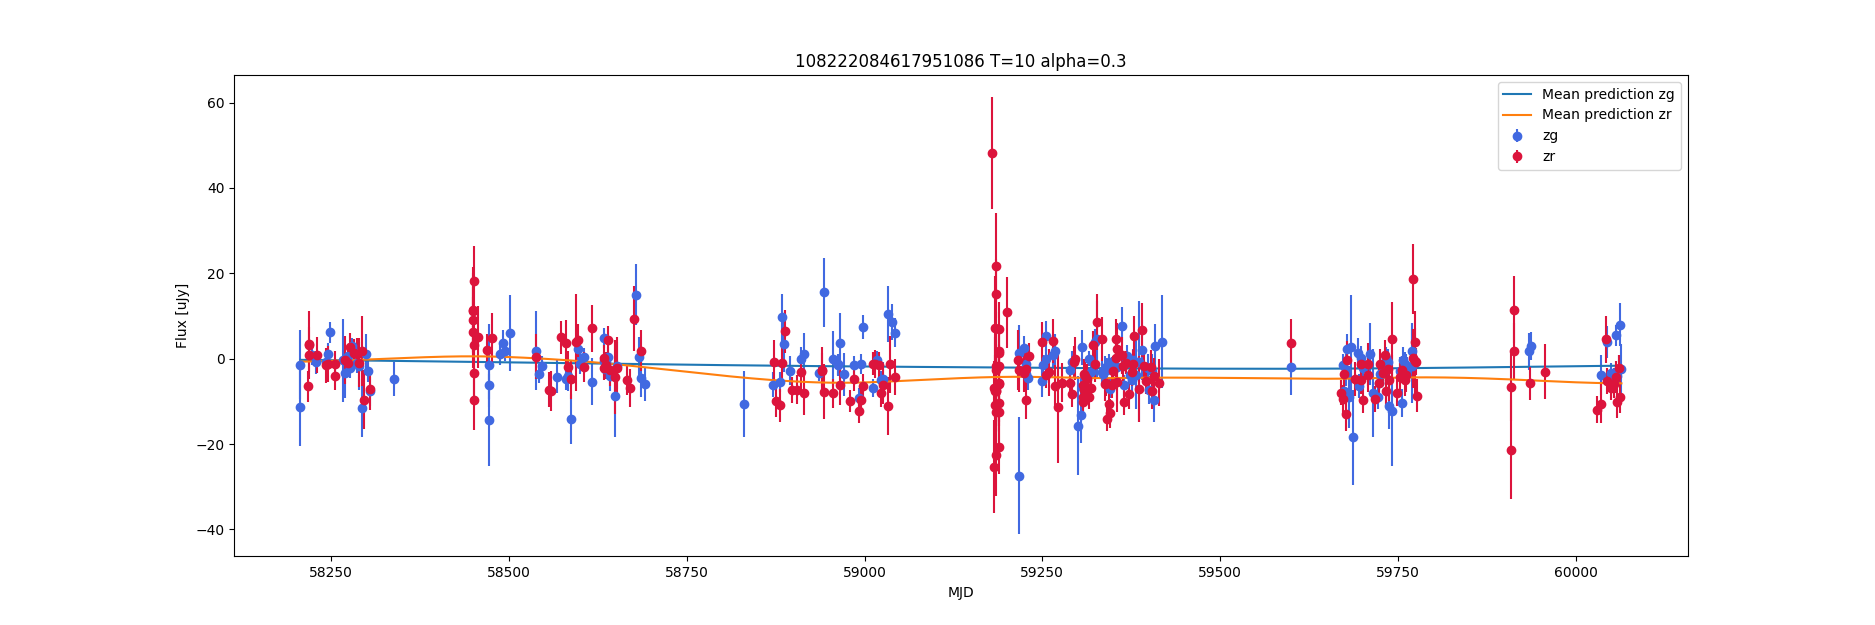 108222084617951086 T=10 alpha=0.3
Mean prediction zg
Mean prediction zr
zg
zr
Flux [uJy]
60
40
20
0
−20
−40
58250 58500 58750 59000 59250 59500 59750 60000
MJD